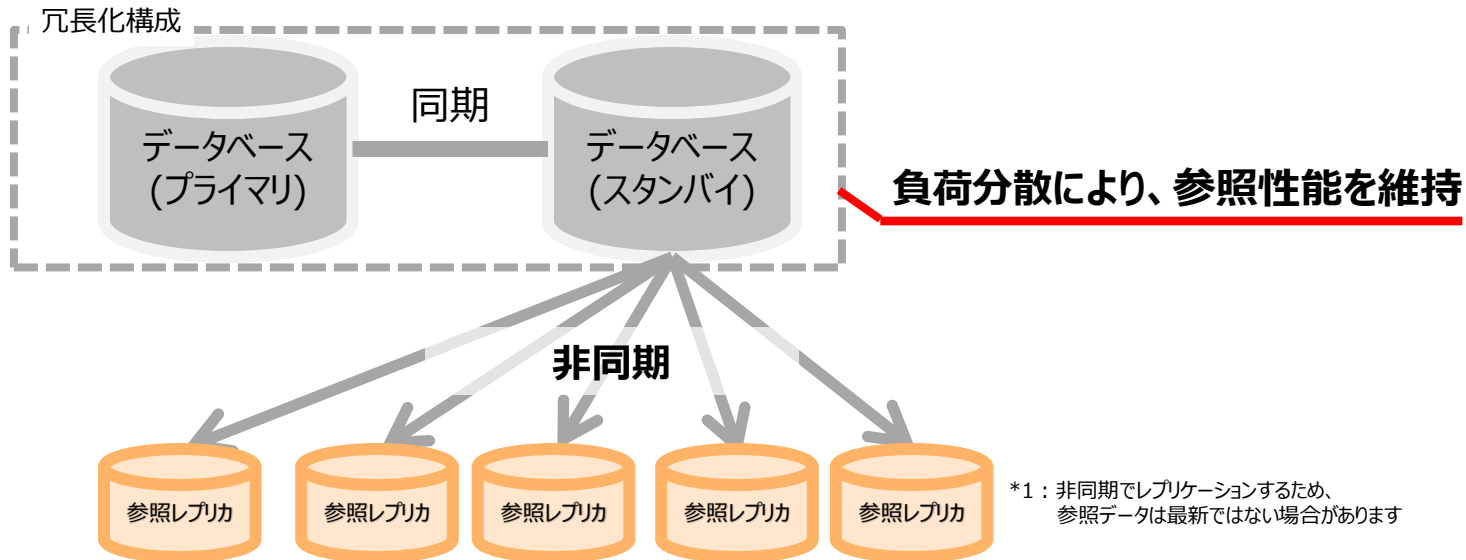 冗長化構成
同期
データベース
(プライマリ)
データベース
(スタンバイ)
負荷分散により、参照性能を維持
非同期
参照レプリカ
参照レプリカ
参照レプリカ
参照レプリカ
参照レプリカ
*1：非同期でレプリケーションするため、
参照データは最新ではない場合があります